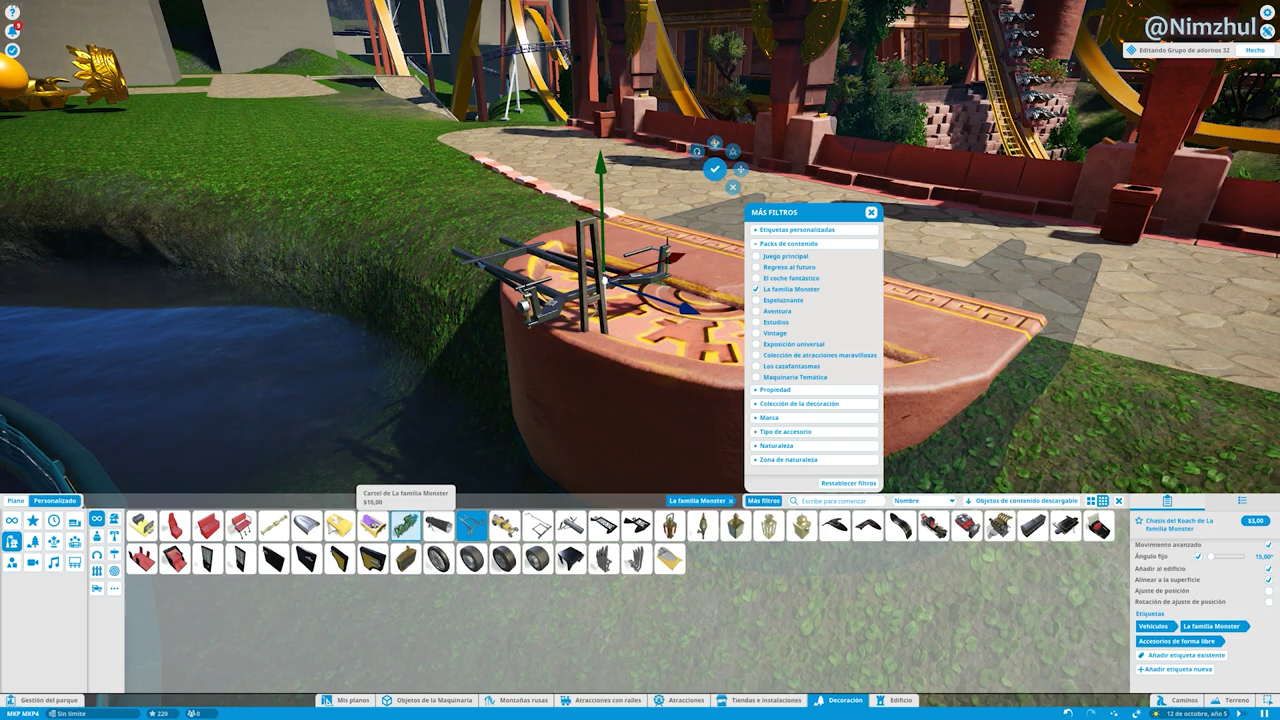 @Nimzhul
Editando Grupo de adornos 32
Hecho
9
MÁS FILTROS
+ Etiquetas personalizadas
− Packs de contenido
Juego principal
Regreso al futuro
El coche fantástico
La familia Monster
Espeluznante
Aventura
Estudios
Vintage
Exposición universal
Colección de atracciones maravillosas
Los cazafantasmas
Maquinaria Temática
+ Propiedad
+ Colección de la decoración
+ Marca
+ Tipo de accesorio
+ Naturaleza
+ Zona de naturaleza
Restablecer filtros
Cartel de La familia Monster
$10,00
Plano
Personalizado
La familia Monster
Más filtros
Escribe para comenzar
Nombre
Objetos de contenido descargable
Chasis del Koach de La familia Monster
$3,00
Movimiento avanzado
Ángulo fijo
15,00°
Añadir al edificio
Alinear a la superficie
Ajuste de posición
Rotación de ajuste de posición
Etiquetas
Vehículos
La familia Monster
Accesorios de forma libre
Añadir etiqueta existente
+Añadir etiqueta nueva
Gestión del parque
Mis planos
Objetos de la Maquinaria
Montañas rusas
Atracciones con raíles
Atracciones
Tiendas e instalaciones
Decoración
Edificio
Caminos
Terreno
MKP MKP4
Sin límite
220
0
12 de octubre, año 5